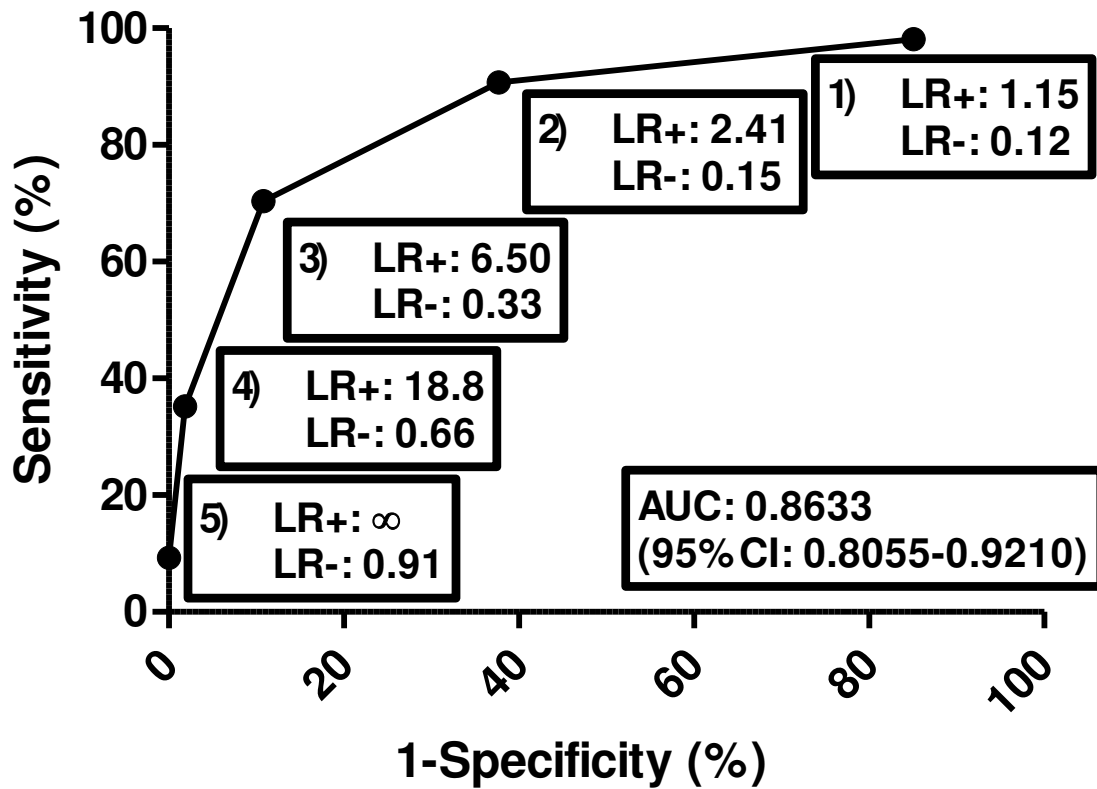 100
80
60
40
20
0
Sensitivity (%)
1) LR+: 1.15
LR-: 0.12
2) LR+: 2.41
LR-: 0.15
3) LR+: 6.50
LR-: 0.33
4) LR+: 18.8
LR-: 0.66
5) LR+: ∞
LR-: 0.91
AUC: 0.8633
(95% CI: 0.8055-0.9210)
0 20 40 60 80 100
1-Specificity (%)